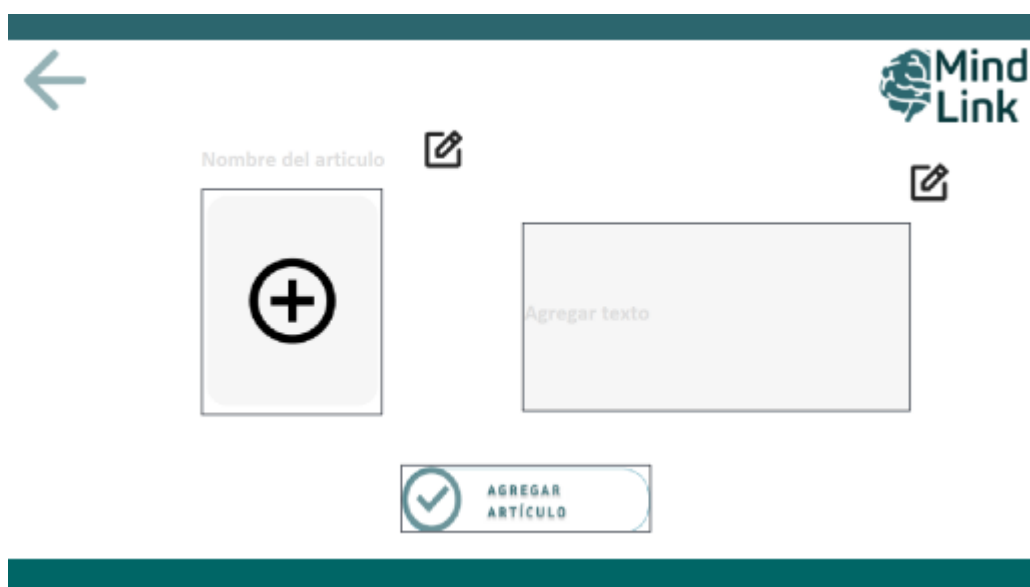 Mind
Link
Nombre del articulo
Agregar texto
AGREGAR
ARTÍCULO